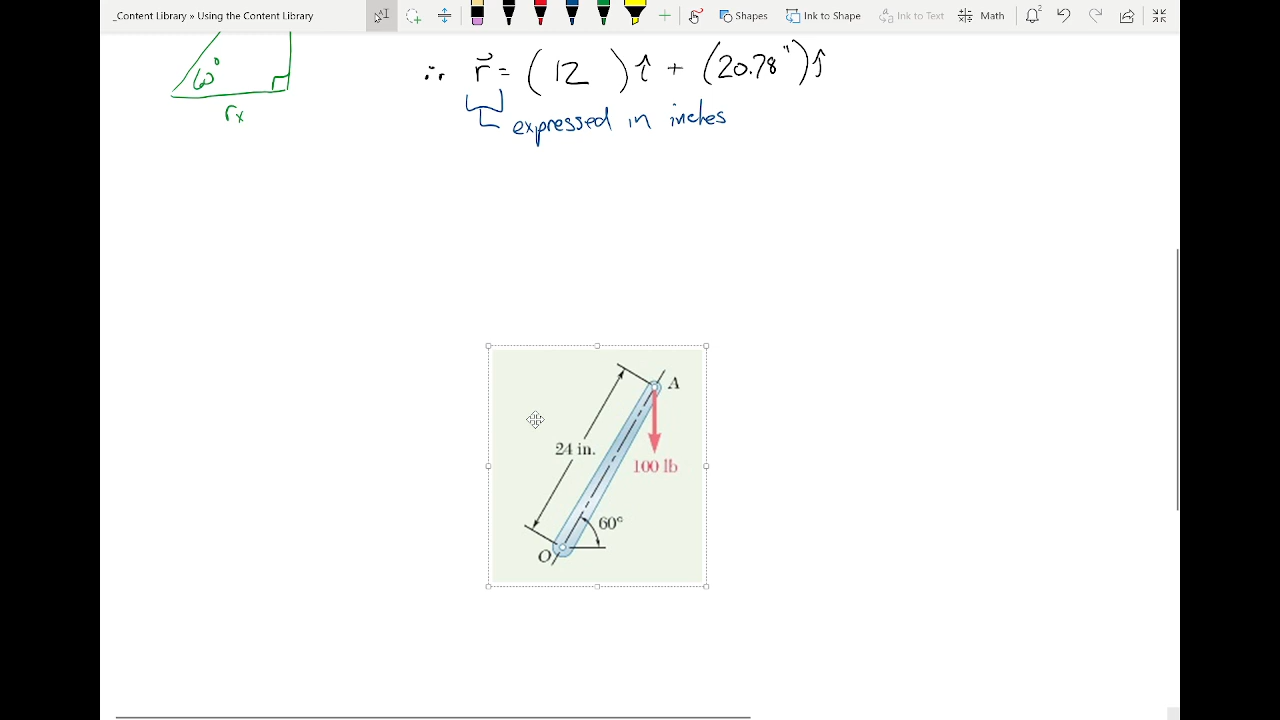 _Content Library » Using the Content Library
Shapes
Ink to Shape
Ink to Text
Math
∴ r⃗ = ( 12 ) î + (20.78") ĵ
60°
rx
expressed in inches
A
24 in.
100 lb
60°
O